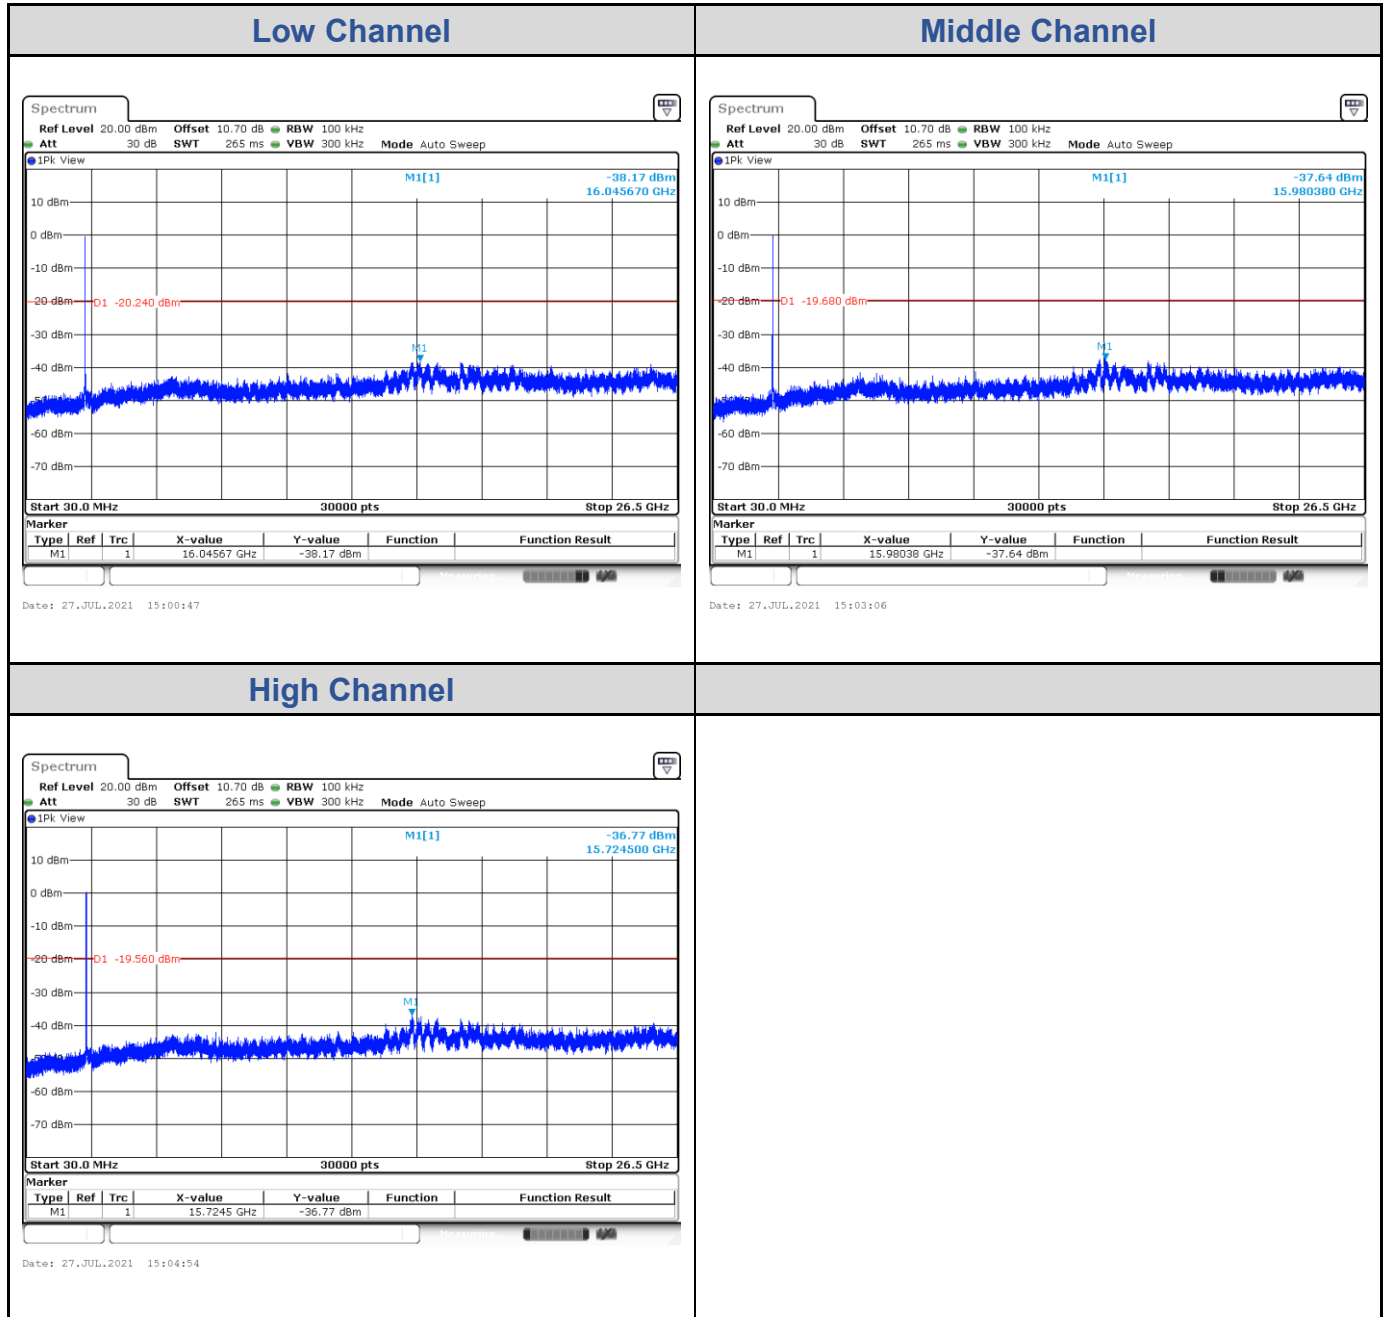 Low Channel
Middle Channel
Spectrum
Ref Level 20.00 dBm Offset 10.70 dB RBW 100 kHz
Att 30 dB SWT 265 ms VBW 300 kHz Mode Auto Sweep
1Pk View
M1[1] -38.17 dBm
16.045670 GHz
10 dBm
0 dBm
-10 dBm
-20 dBm
D1 -20.240 dBm
-30 dBm
M1
-40 dBm
-60 dBm
-70 dBm
Start 30.0 MHz 30000 pts Stop 26.5 GHz
Marker
Type Ref Trc X-value Y-value Function Function Result
M1 1 16.04567 GHz -38.17 dBm
Measuring
Date: 27.JUL.2021 15:00:47
Spectrum
Ref Level 20.00 dBm Offset 10.70 dB RBW 100 kHz
Att 30 dB SWT 265 ms VBW 300 kHz Mode Auto Sweep
1Pk View
M1[1] -37.64 dBm
15.980380 GHz
10 dBm
0 dBm
-10 dBm
-20 dBm
D1 -19.680 dBm
-30 dBm
M1
-40 dBm
-60 dBm
-70 dBm
Start 30.0 MHz 30000 pts Stop 26.5 GHz
Marker
Type Ref Trc X-value Y-value Function Function Result
M1 1 15.98038 GHz -37.64 dBm
Measuring
Date: 27.JUL.2021 15:03:06
High Channel
Spectrum
Ref Level 20.00 dBm Offset 10.70 dB RBW 100 kHz
Att 30 dB SWT 265 ms VBW 300 kHz Mode Auto Sweep
1Pk View
M1[1] -36.77 dBm
15.724500 GHz
10 dBm
0 dBm
-10 dBm
-20 dBm
D1 -19.560 dBm
-30 dBm
M1
-40 dBm
-60 dBm
-70 dBm
Start 30.0 MHz 30000 pts Stop 26.5 GHz
Marker
Type Ref Trc X-value Y-value Function Function Result
M1 1 15.7245 GHz -36.77 dBm
Measuring
Date: 27.JUL.2021 15:04:54